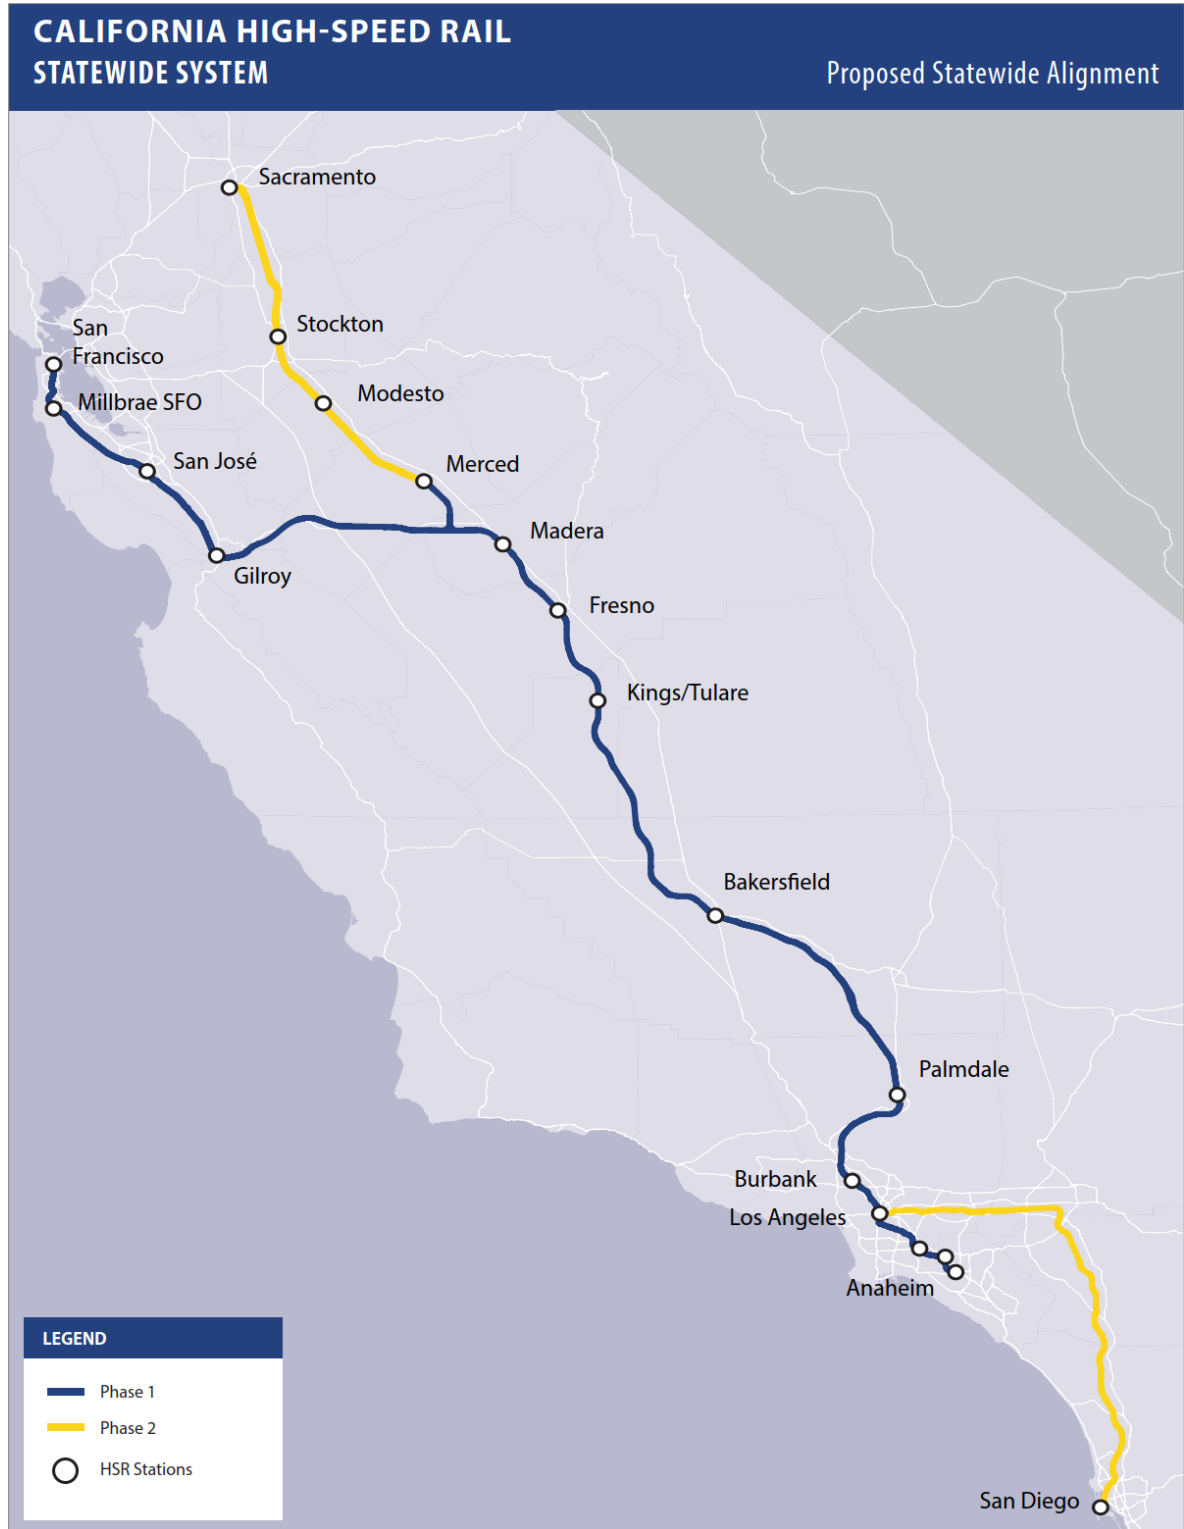 CALIFORNIA HIGH-SPEED RAIL
STATEWIDE SYSTEM
Proposed Statewide Alignment
Sacramento
Stockton
San
Francisco
Modesto
Millbrae SFO
San José
Merced
Madera
Gilroy
Fresno
Kings/Tulare
Bakersfield
Palmdale
Burbank
Los Angeles
Anaheim
San Diego
LEGEND
Phase 1
Phase 2
HSR Stations